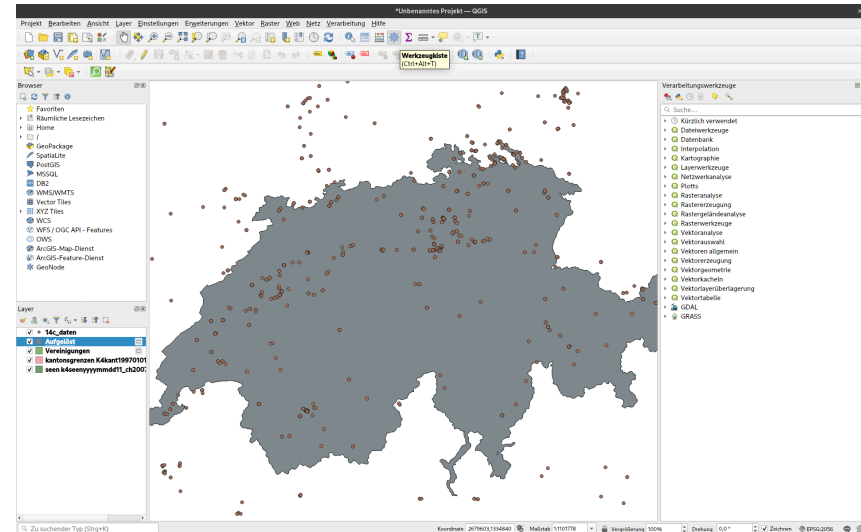 *Unbenanntes Projekt — QGIS
Projekt Bearbeiten Ansicht Layer Einstellungen Erweiterungen Vektor Raster Web Netz Verarbeitung Hilfe
Werkzeugkiste
(Ctrl+Alt+T)
Browser
Favoriten
Räumliche Lesezeichen
Home
/
GeoPackage
SpatiaLite
PostGIS
MSSQL
DB2
WMS/WMTS
Vector Tiles
XYZ Tiles
WCS
WFS / OGC API - Features
OWS
ArcGIS-Map-Dienst
ArcGIS-Feature-Dienst
GeoNode
Layer
14c_daten
Aufgelöst
Vereinigungen
kantonsgrenzen K4kant19970101
seen k4seenyyyymmdd11_ch2007
Verarbeitungswerkzeuge
Suche...
Kürzlich verwendet
Dateiwerkzeuge
Datenbank
Interpolation
Kartographie
Layerwerkzeuge
Netzwerkanalyse
Plotts
Rasteranalyse
Rastererzeugung
Rastergeländeanalyse
Rasterwerkzeuge
Vektoranalyse
Vektorauswahl
Vektoren allgemein
Vektorerzeugung
Vektorgeometrie
Vektorkacheln
Vektorlayerüberlagerung
Vektortabelle
GDAL
GRASS
Zu suchender Typ (Strg+K)
Koordinate 2679603,1334840 Maßstab 1:1101778 Vergrößerung 100% Drehung 0,0 ° Zeichnen EPSG:2056